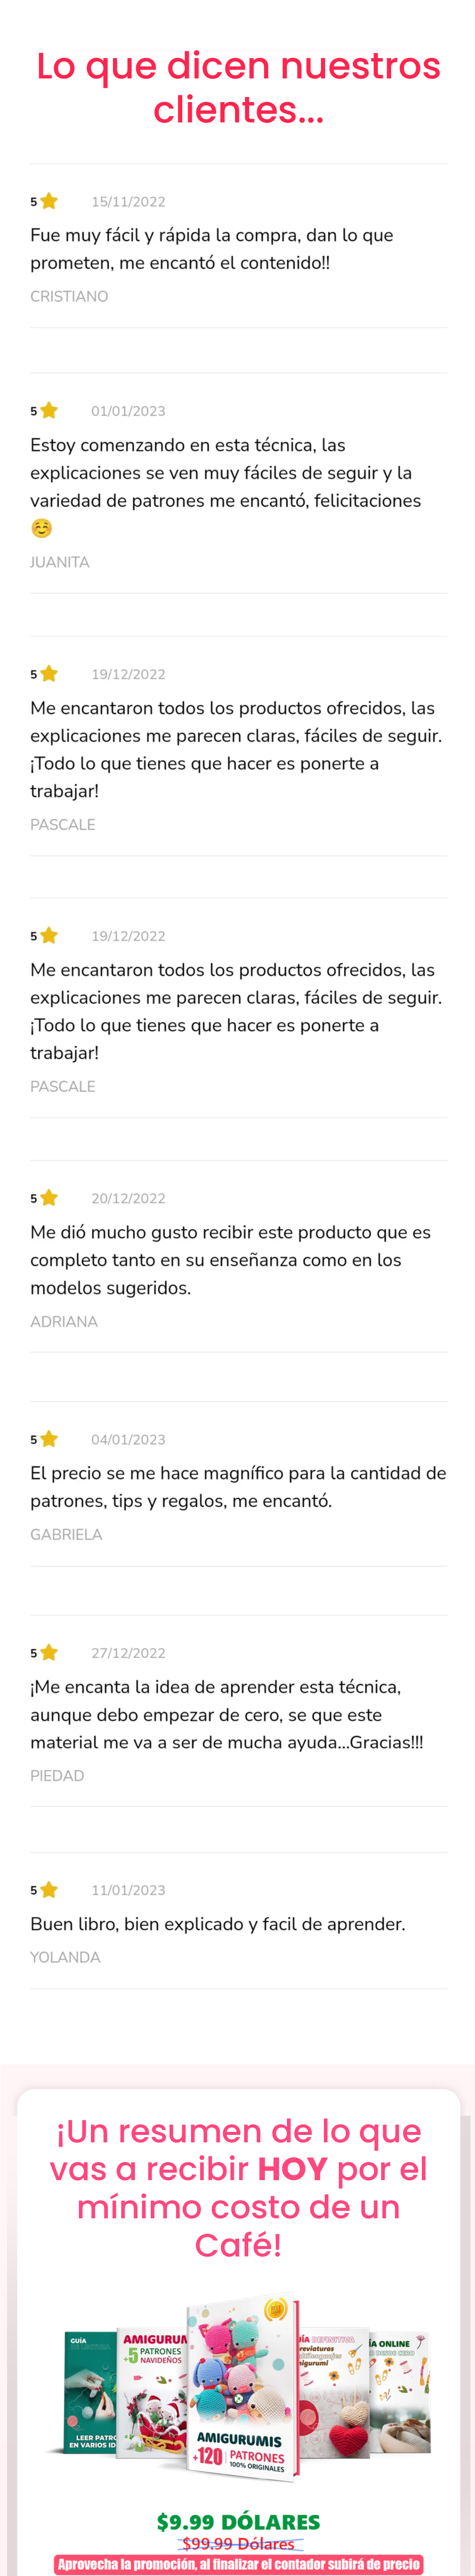 Lo que dicen nuestros
clientes...
5
15/11/2022
Fue muy fácil y rápida la compra, dan lo que
prometen, me encantó el contenido!!
CRISTIANO
5
01/01/2023
Estoy comenzando en esta técnica, las
explicaciones se ven muy fáciles de seguir y la
variedad de patrones me encantó, felicitaciones
☺️
JUANITA
5
19/12/2022
Me encantaron todos los productos ofrecidos, las
explicaciones me parecen claras, fáciles de seguir.
¡Todo lo que tienes que hacer es ponerte a
trabajar!
PASCALE
5
19/12/2022
Me encantaron todos los productos ofrecidos, las
explicaciones me parecen claras, fáciles de seguir.
¡Todo lo que tienes que hacer es ponerte a
trabajar!
PASCALE
5
20/12/2022
Me dió mucho gusto recibir este producto que es
completo tanto en su enseñanza como en los
modelos sugeridos.
ADRIANA
5
04/01/2023
El precio se me hace magnífico para la cantidad de
patrones, tips y regalos, me encantó.
GABRIELA
5
27/12/2022
¡Me encanta la idea de aprender esta técnica,
aunque debo empezar de cero, se que este
material me va a ser de mucha ayuda...Gracias!!!
PIEDAD
5
11/01/2023
Buen libro, bien explicado y facil de aprender.
YOLANDA
¡Un resumen de lo que
vas a recibir HOY por el
mínimo costo de un
Café!
GUÍA
LEER PATRO
EN VARIOS ID
AMIGURUM
+5 PATRONES
NAVIDEÑOS
AMIGURUMIS
+120 PATRONES
100% ORIGINALES
ÍA DEFINITIVA
reviaturas
migurumi
ÍA ONLINE
DESDE CERO
$9.99 DÓLARES
$99.99 Dólares
Aprovecha la promoción, al finalizar el contador subirá de precio